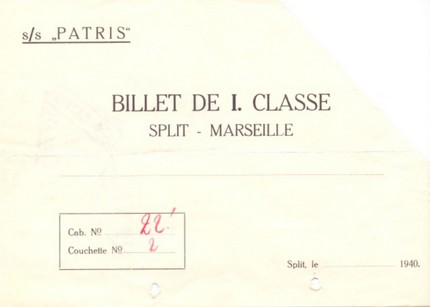 s/s „PATRIS"
BILLET DE I. CLASSE
SPLIT - MARSEILLE
Cab. No 22'
Couchette No 2
Split, le 1940.